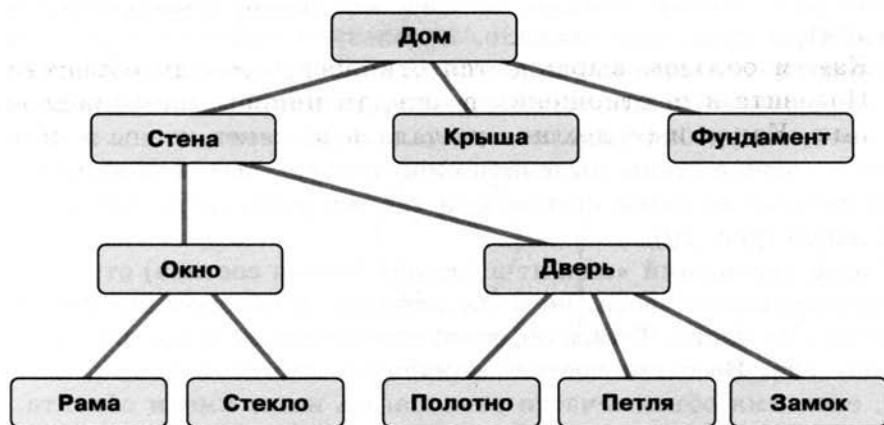 Дом
Стена Крыша Фундамент
Окно Дверь
Рама Стекло Полотно Петля Замок